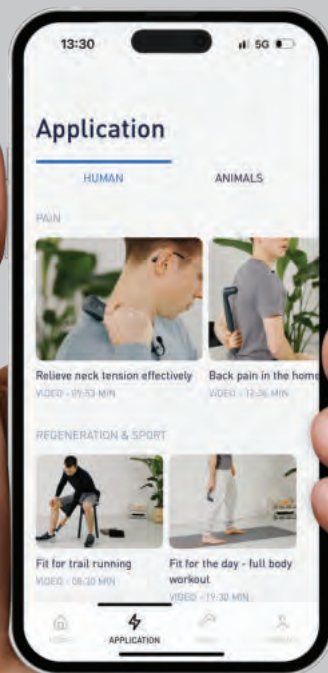 13:30
5G
Application
HUMAN
ANIMALS
PAIN
Relieve neck tension effectively
Back pain in the home
VIDEO - 09:53 MIN
VIDEO - 12:36 MIN
REGENERATION & SPORT
Fit for trail running
VIDEO - 08:30 MIN
Fit for the day - full body
workout
VIDEO - 19:30 MIN
APPLICATION